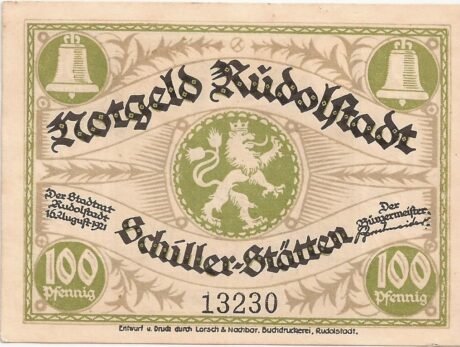 Notgeld Rudolstadt
Der Stadtrat
Rudolstadt
16. August 1921
Der
Bürgermeister
Schiller-Stätten
100
Pfennig
13230
100
Pfennig
Entwurf u. Druck durch Lorsch & Nachbar, Buchdruckerei, Rudolstadt.